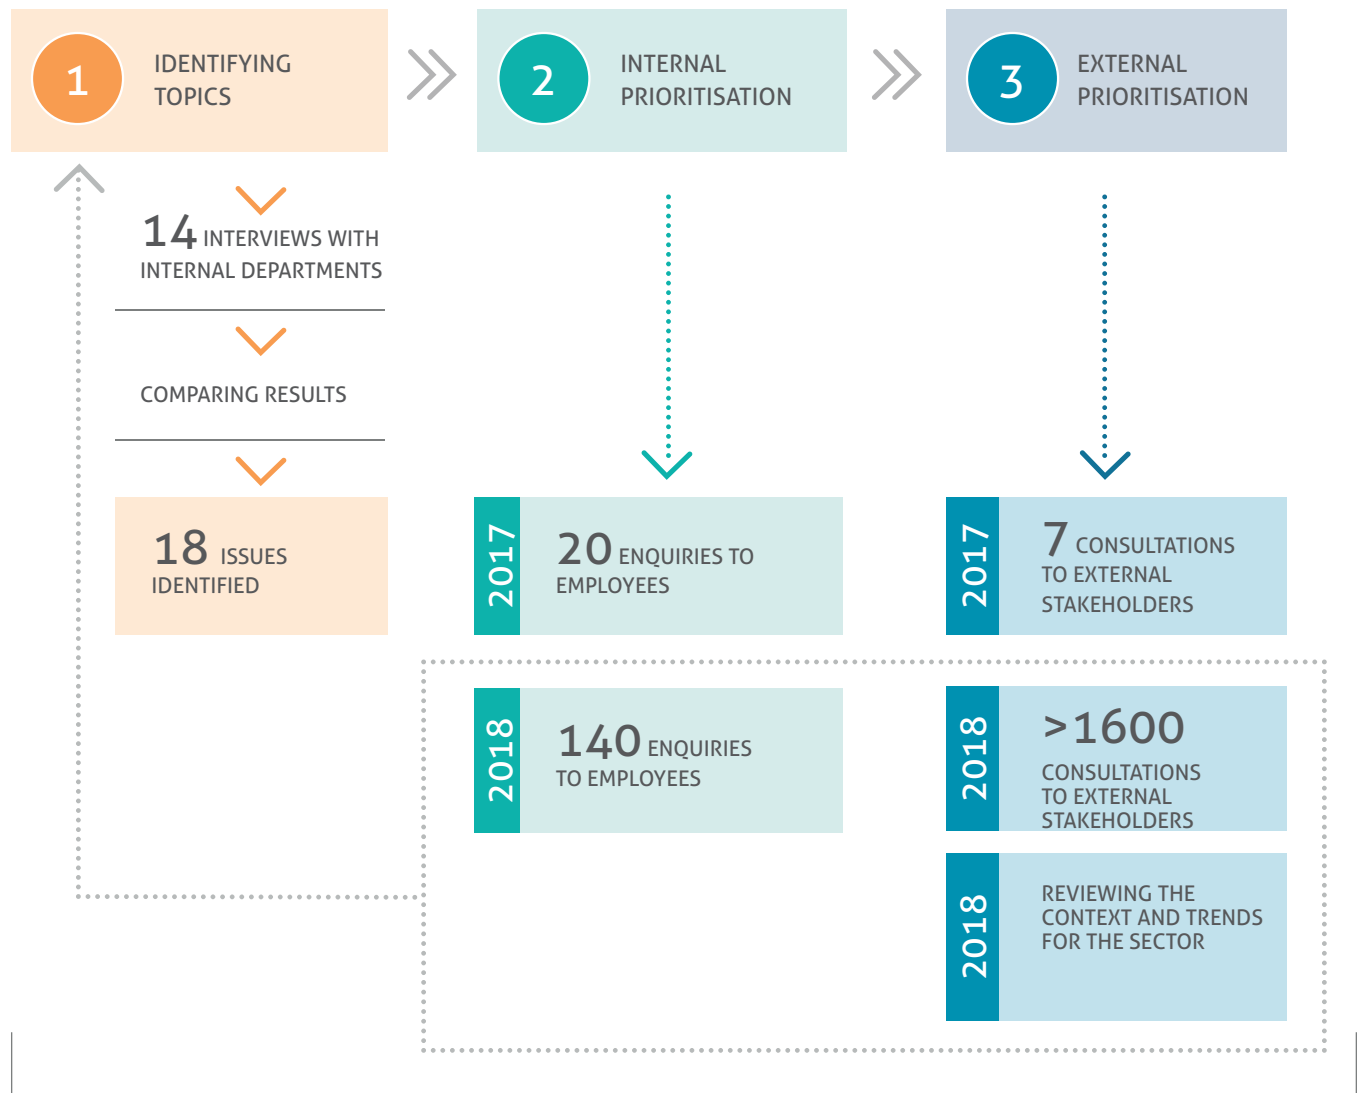 1
IDENTIFYING
TOPICS
2
INTERNAL
PRIORITISATION
3
EXTERNAL
PRIORITISATION
14 INTERVIEWS WITH
INTERNAL DEPARTMENTS
COMPARING RESULTS
18 ISSUES
IDENTIFIED
2017
20 ENQUIRIES TO
EMPLOYEES
2017
7 CONSULTATIONS
TO EXTERNAL
STAKEHOLDERS
2018
140 ENQUIRIES
TO EMPLOYEES
2018
>1600
CONSULTATIONS
TO EXTERNAL
STAKEHOLDERS
2018
REVIEWING THE
CONTEXT AND TRENDS
FOR THE SECTOR